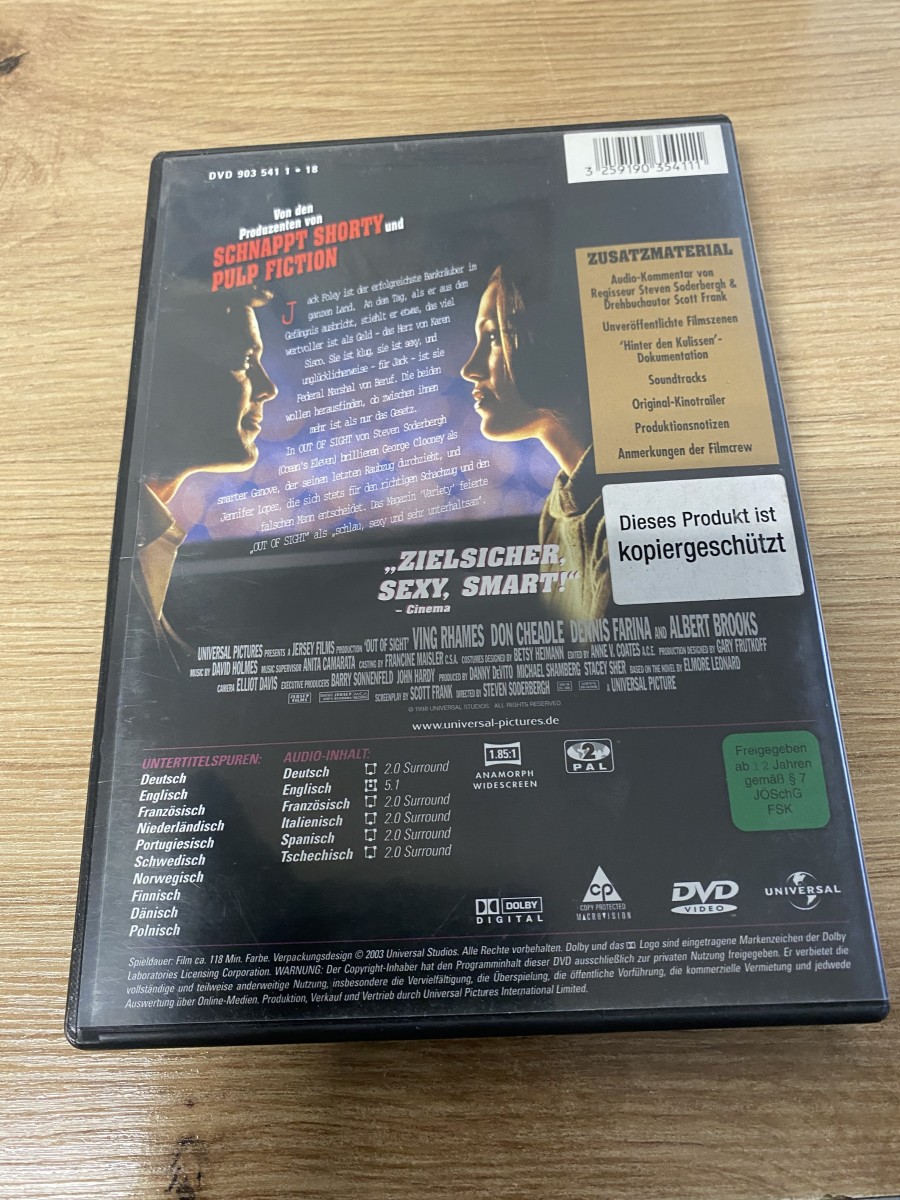 DVD 903 541 1 • 18
3 259190 354111
Von den
Produzenten von
SCHNAPPT SHORTY und
PULP FICTION
Jack Foley ist der erfolgreichste Bankräuber im
ganzen Land. An dem Tag, als er aus dem
Gefängnis ausbricht, stiehlt er etwas, das viel
wertvoller ist als Geld - das Herz von Karen
Sisco. Sie ist klug, sie ist sexy, und
unglücklicherweise - für Jack - ist sie
Federal Marshal von Beruf. Die beiden
wollen herausfinden, ob zwischen ihnen
mehr ist als nur das Gesetz.
In OUT OF SIGHT von Steven Soderbergh
(Ocean's Eleven) brillieren George Clooney als
smarter Ganove, der seinen letzten Raubzug durchzieht, und
Jennifer Lopez, die sich stets für den richtigen Schachzug und den
falschen Mann entscheidet. Das Magazin 'Variety' feierte
„OUT OF SIGHT" als „schlau, sexy und sehr unterhaltsam".
ZUSATZMATERIAL
Audio-Kommentar von
Regisseur Steven Soderbergh &
Drehbuchautor Scott Frank
Unveröffentlichte Filmszenen
'Hinter den Kulissen'-
Dokumentation
Soundtracks
Original-Kinotrailer
Produktionsnotizen
Anmerkungen der Filmcrew
Dieses Produkt ist
kopiergeschützt
„ZIELSICHER,
SEXY, SMART!"
– Cinema
UNIVERSAL PICTURES PRESENTS A JERSEY FILMS PRODUCTION 'OUT OF SIGHT' VING RHAMES DON CHEADLE DENNIS FARINA AND ALBERT BROOKS
MUSIC BY DAVID HOLMES MUSIC SUPERVISOR ANITA CAMARATA CASTING BY FRANCINE MAISLER C.S.A. COSTUMES DESIGNED BY BETSY HEIMANN EDITED BY ANNE V. COATES A.C.E. PRODUCTION DESIGNED BY GARY FRUTKOFF
CAMERA ELLIOT DAVIS EXECUTIVE PRODUCERS BARRY SONNENFELD JOHN HARDY PRODUCED BY DANNY DeVITO MICHAEL SHAMBERG STACEY SHER BASED ON THE NOVEL BY ELMORE LEONARD
JERSEY FILMS SCREENPLAY BY SCOTT FRANK DIRECTED BY STEVEN SODERBERGH A UNIVERSAL PICTURE
© 1998 UNIVERSAL STUDIOS. ALL RIGHTS RESERVED.
www.universal-pictures.de
UNTERTITELSPUREN:
Deutsch
Englisch
Französisch
Niederländisch
Portugiesisch
Schwedisch
Norwegisch
Finnisch
Dänisch
Polnisch
AUDIO-INHALT:
Deutsch 2.0 Surround
Englisch 5.1
Französisch 2.0 Surround
Italienisch 2.0 Surround
Spanisch 2.0 Surround
Tschechisch 2.0 Surround
1.85:1
ANAMORPH
WIDESCREEN
2
PAL
Freigegeben
ab 12 Jahren
gemäß § 7
JÖSchG
FSK
DOLBY
DIGITAL
cp
COPY PROTECTED
MACROVISION
DVD
VIDEO
UNIVERSAL
Spieldauer: Film ca. 118 Min. Farbe. Verpackungsdesign © 2003 Universal Studios. Alle Rechte vorbehalten. Dolby und das Logo sind eingetragene Markenzeichen der Dolby
Laboratories Licensing Corporation. WARNUNG: Der Copyright-Inhaber hat den Programminhalt dieser DVD ausschließlich zur privaten Nutzung freigegeben. Er verbietet die
vollständige und teilweise anderweitige Nutzung, insbesondere die Vervielfältigung, die Überspielung, die öffentliche Vorführung, die kommerzielle Vermietung und jedwede
Auswertung über Online-Medien. Produktion, Verkauf und Vertrieb durch Universal Pictures International Limited.